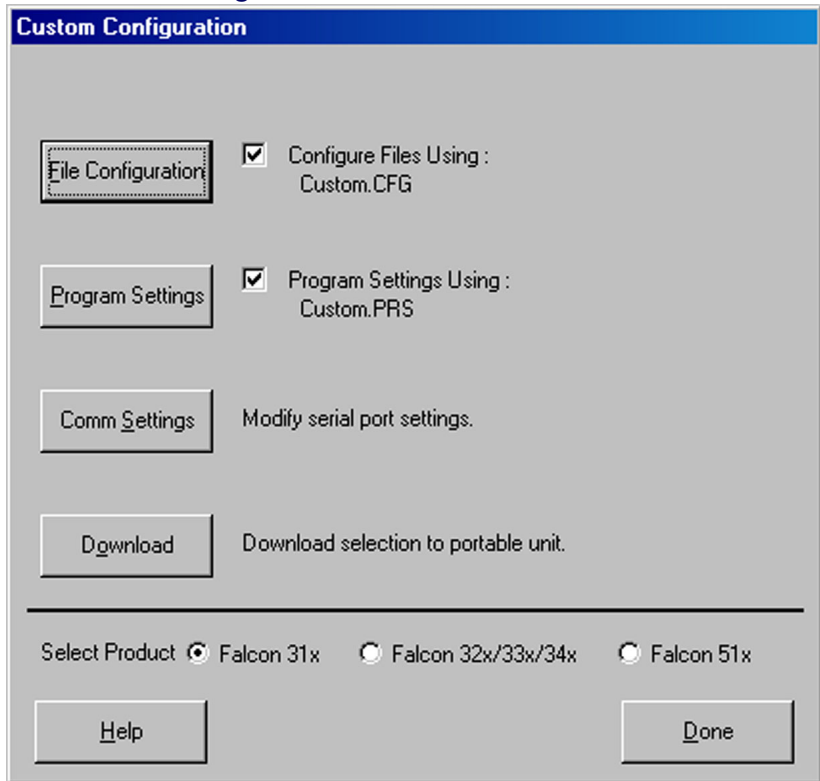 Custom Configuration
File Configuration
Configure Files Using :
Custom.CFG
Program Settings
Program Settings Using :
Custom.PRS
Comm Settings
Modify serial port settings.
Download
Download selection to portable unit.
Select Product Falcon 31x Falcon 32x/33x/34x Falcon 51x
Help Done